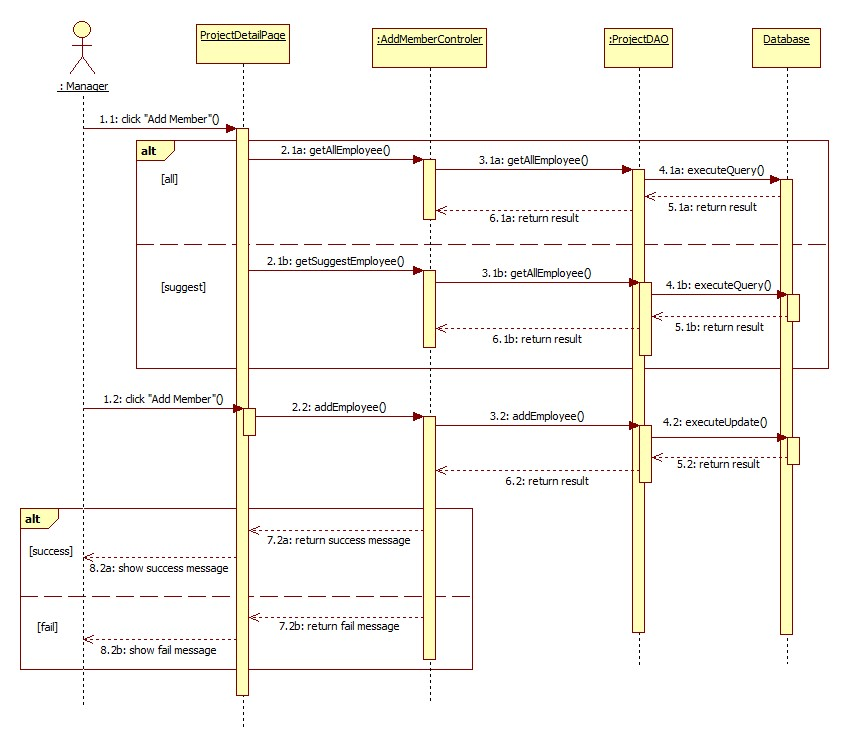 ProjectDetailPage
:AddMemberControler
:ProjectDAO
Database
: Manager
1.1: click "Add Member"()
alt
2.1a: getAllEmployee()
3.1a: getAllEmployee()
4.1a: executeQuery()
[all]
5.1a: return result
6.1a: return result
2.1b: getSuggestEmployee()
3.1b: getAllEmployee()
[suggest]
4.1b: executeQuery()
5.1b: return result
6.1b: return result
1.2: click "Add Member"()
2.2: addEmployee()
3.2: addEmployee()
4.2: executeUpdate()
5.2: return result
6.2: return result
alt
7.2a: return success message
[success]
8.2a: show success message
7.2b: return fail message
[fail]
8.2b: show fail message